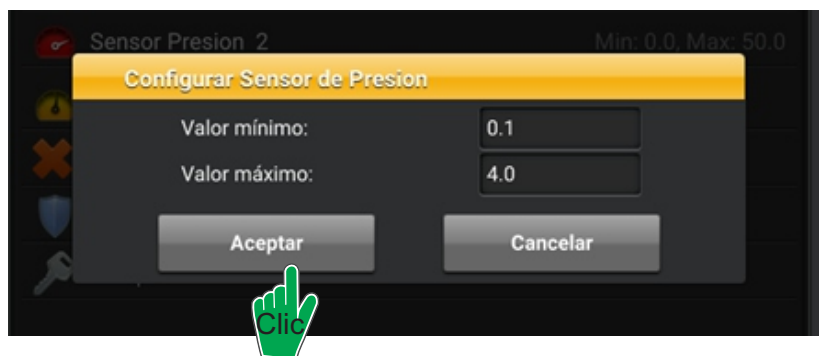 Sensor Presion 2 Min: 0.0, Max: 50.0
Configurar Sensor de Presion
Valor mínimo: 0.1
Valor máximo: 4.0
Aceptar Cancelar
Clic